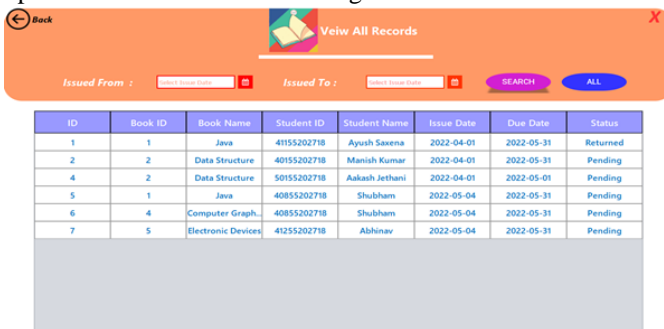 Back
X
Veiw All Records
Issued From : Select Issue Date Issued To : Select Issue Date SEARCH ALL
ID Book ID Book Name Student ID Student Name Issue Date Due Date Status
1 1 Java 41155202718 Ayush Saxena 2022-04-01 2022-05-31 Returned
2 2 Data Structure 40155202718 Manish Kumar 2022-04-01 2022-05-31 Pending
4 2 Data Structure 50155202718 Aakash Jethani 2022-04-01 2022-05-01 Pending
5 1 Java 40855202718 Shubham 2022-05-04 2022-05-31 Pending
6 4 Computer Graph... 40855202718 Shubham 2022-05-04 2022-05-31 Pending
7 5 Electronic Devices 41255202718 Abhinav 2022-05-04 2022-05-31 Pending